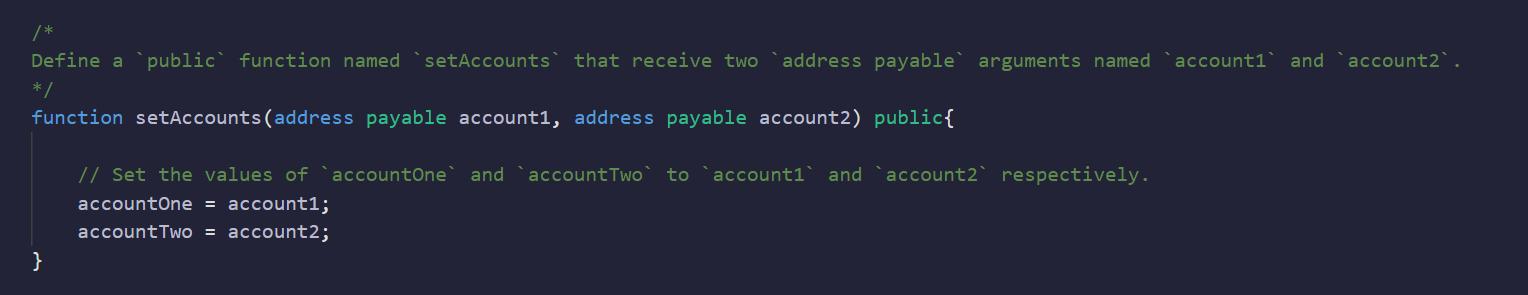 /*
Define a `public` function named `setAccounts` that receive two `address payable` arguments named `account1` and `account2`.
*/
function setAccounts(address payable account1, address payable account2) public{
// Set the values of `accountOne` and `accountTwo` to `account1` and `account2` respectively.
accountOne = account1;
accountTwo = account2;
}